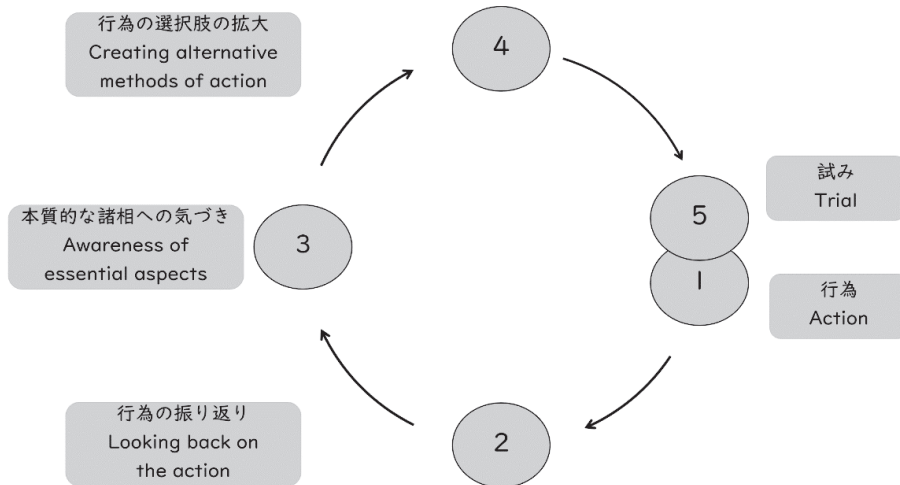 行為の選択肢の拡大
Creating alternative
methods of action
4
試み
Trial
5
本質的な諸相への気づき
Awareness of
essential aspects
3
1
行為
Action
行為の振り返り
Looking back on
the action
2